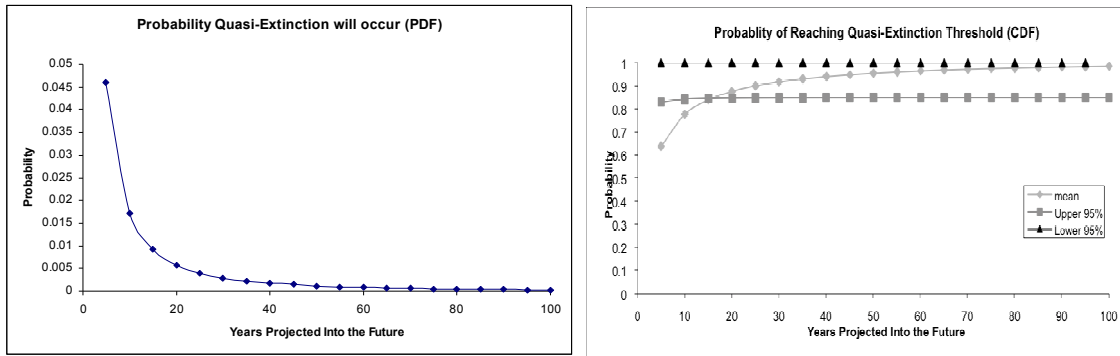 Probability Quasi-Extinction will occur (PDF)
0.05
0.045
0.04
0.035
0.03
0.025
0.02
0.015
0.01
0.005
0
Probability
0 20 40 60 80 100
Years Projected Into the Future
Probablity of Reaching Quasi-Extinction Threshold (CDF)
1
0.9
0.8
0.7
0.6
0.5
0.4
0.3
0.2
0.1
0
Probability
mean
Upper 95%
Lower 95%
0 10 20 30 40 50 60 70 80 90 100
Years Projected Into the Future